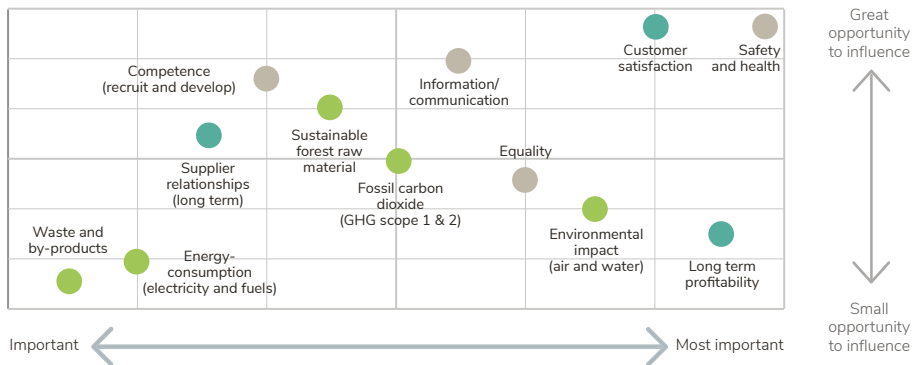 Great
opportunity
to influence
Customer
satisfaction
Safety
and health
Competence
(recruit and develop)
Information/
communication
Sustainable
forest raw
material
Equality
Supplier
relationships
(long term)
Fossil carbon
dioxide
(GHG scope 1 & 2)
Waste and
by-products
Environmental
impact
(air and water)
Energy-
consumption
(electricity and fuels)
Long term
profitability
Small
opportunity
to influence
Important
Most important